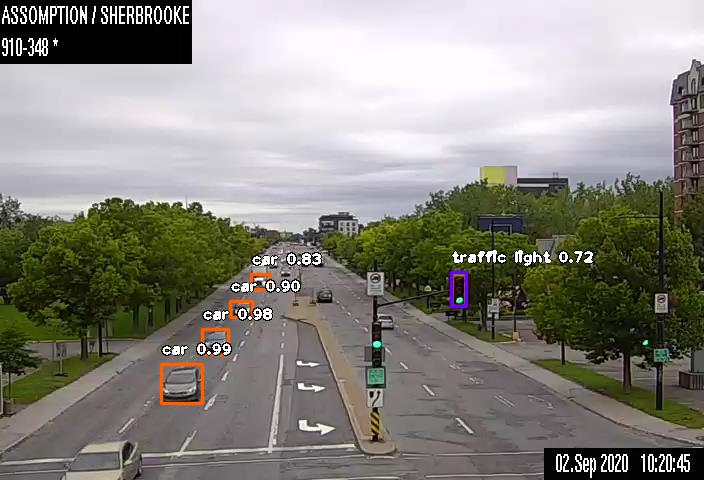 ASSOMPTION / SHERBROOKE
910-348 *
car 0.83
traffic light 0.72
car 0.90
car 0.98
car 0.99
02.Sep 2020 10:20:45